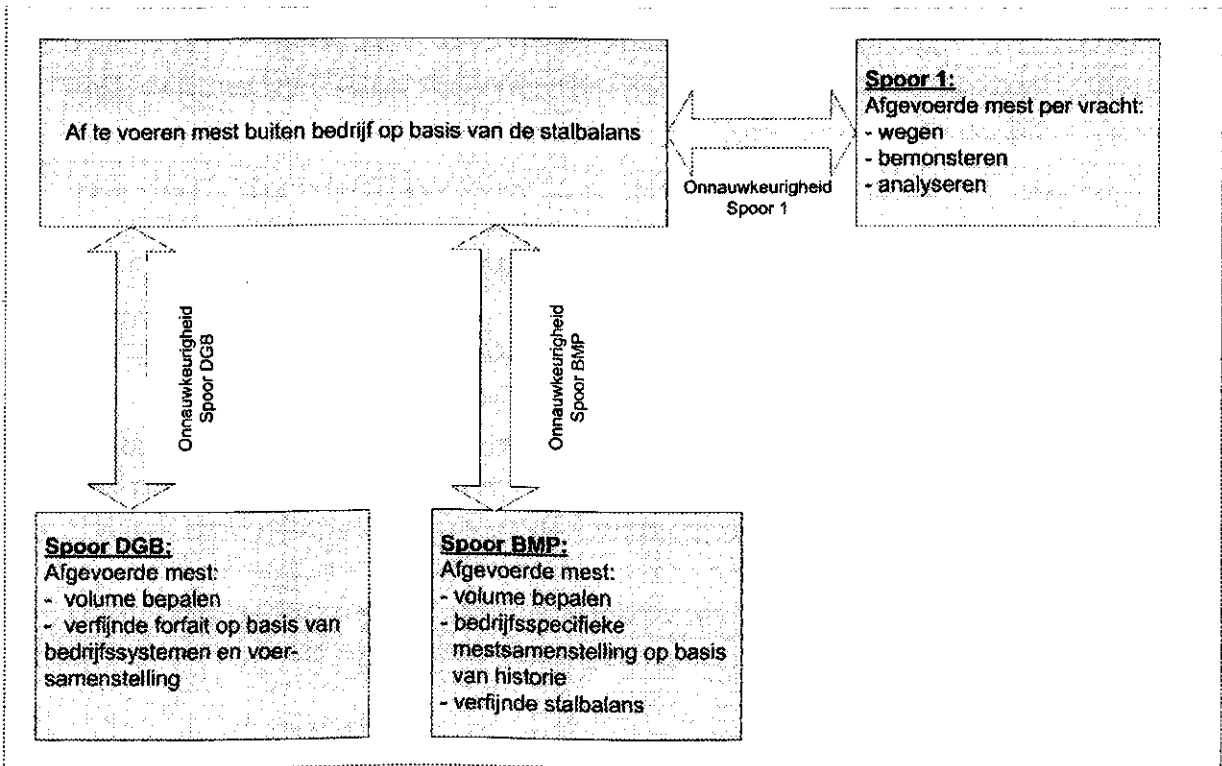 Af te voeren mest buiten bedrijf op basis van de stalbalans
Onnauwkeurigheid
Spoor 1
Spoor 1:
Afgevoerde mest per vracht:
- wegen
- bemonsteren
- analyseren
Onnauwkeurigheid
Spoor DGB
Onnauwkeurigheid
Spoor BMP
Spoor DGB:
Afgevoerde mest:
- volume bepalen
- verfijnde forfait op basis van
bedrijfssystemen en voer-
samenstelling
Spoor BMP:
Afgevoerde mest:
- volume bepalen
- bedrijfsspecifieke
mestsamenstelling op basis
van historie
- verfijnde stalbalans